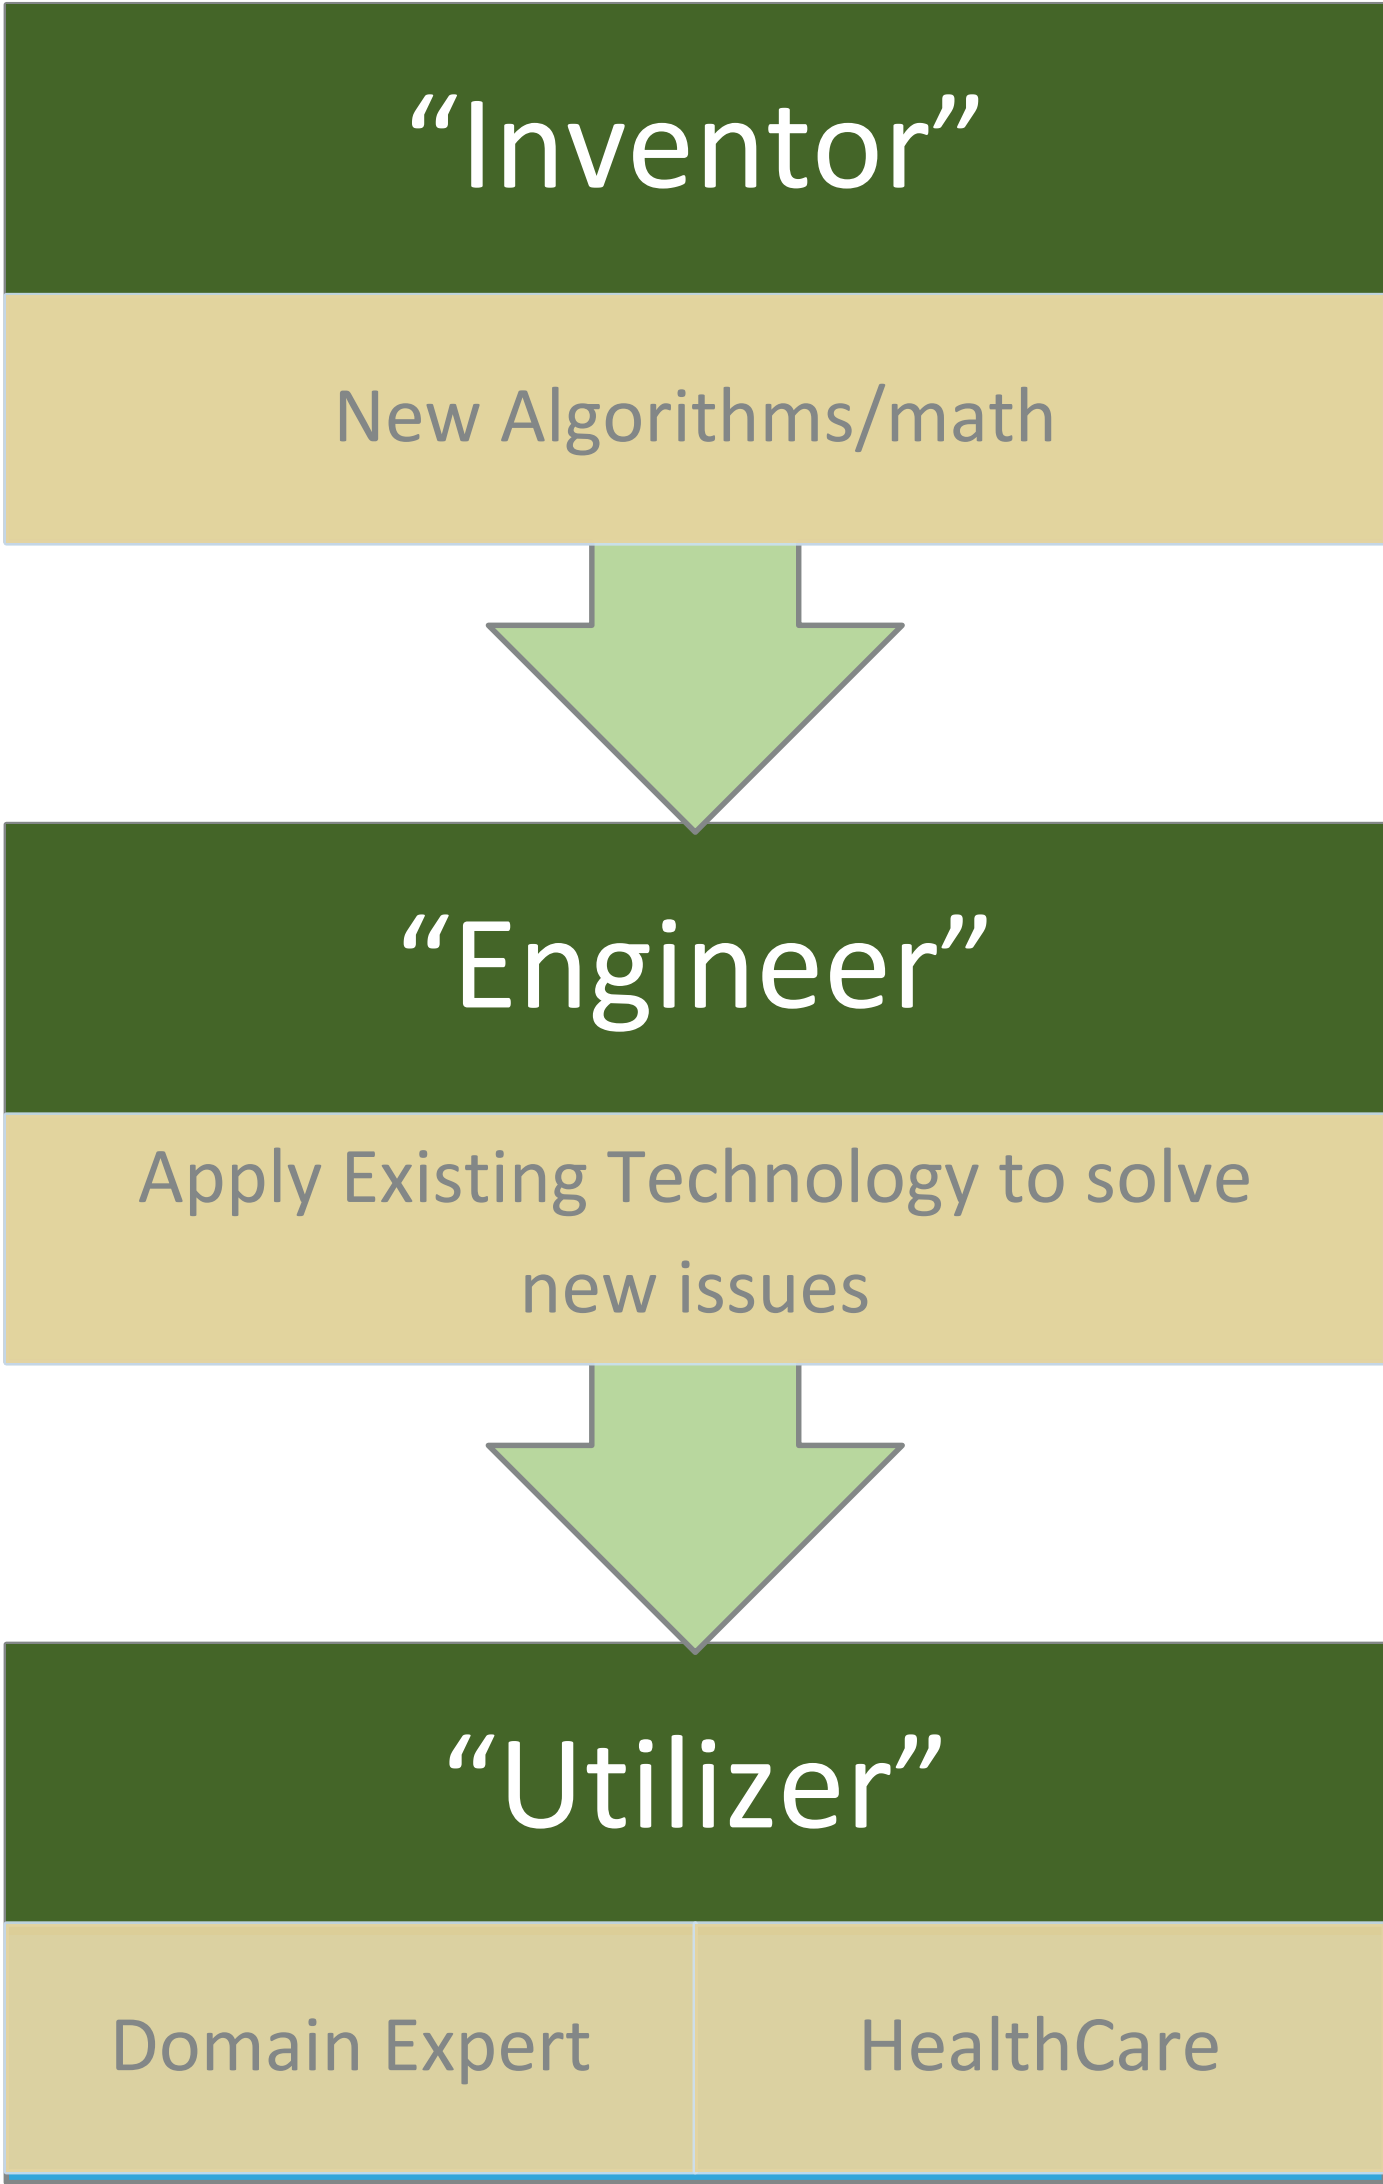 “Inventor”
New Algorithms/math
“Engineer”
Apply Existing Technology to solve
new issues
“Utilizer”
Domain Expert
HealthCare